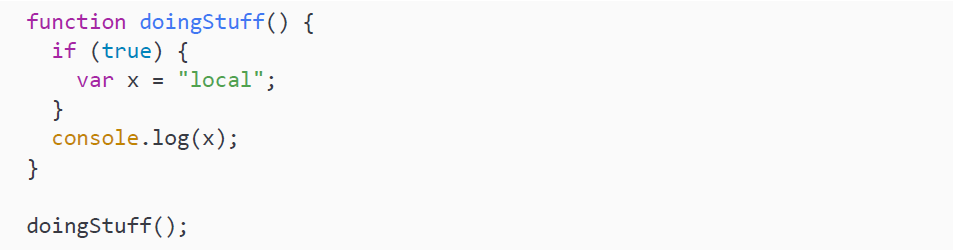 function doingStuff() {
  if (true) {
    var x = "local";
  }
  console.log(x);
}

doingStuff();